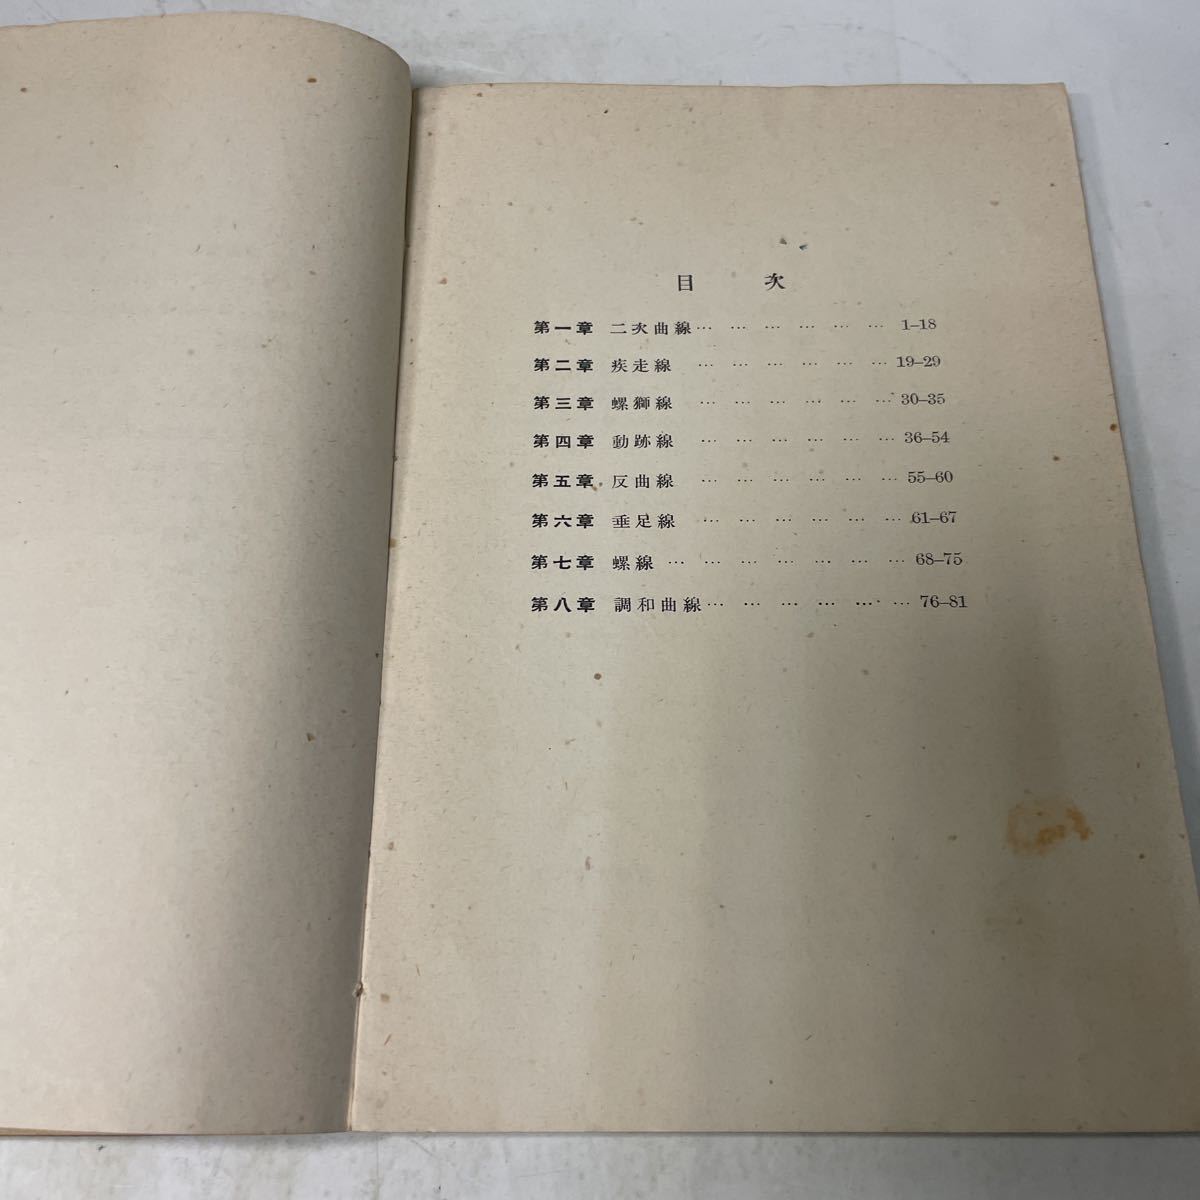 目 次
第一章 二次曲線… … … … … … 1–18
第二章 疾走線 … … … … … … 19–29
第三章 螺獅線 … … … … … … 30–35
第四章 動跡線 … … … … … … 36–54
第五章 反曲線 … … … … … … 55–60
第六章 垂足線 … … … … … … 61–67
第七章 螺線 … … … … … … … 68–75
第八章 調和曲線… … … … … … 76–81